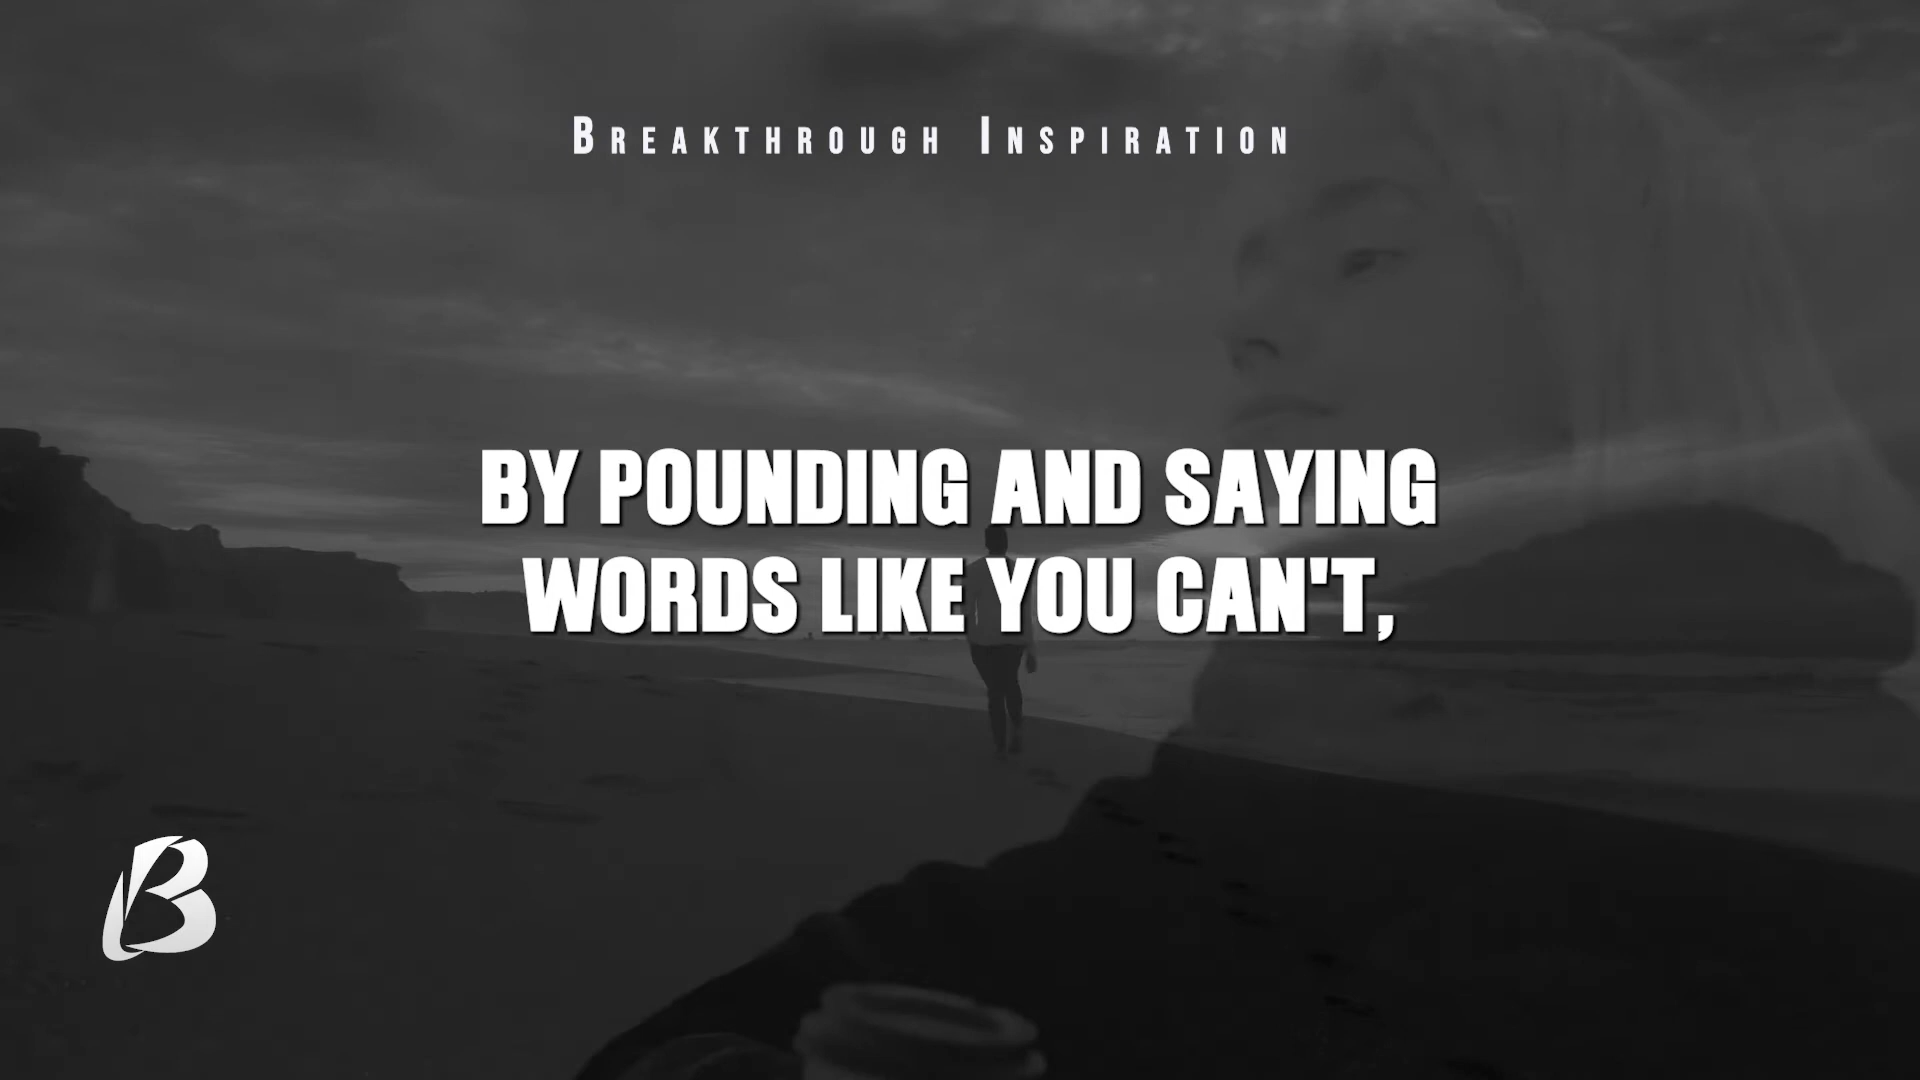 Breakthrough Inspiration
BY POUNDING AND SAYING
WORDS LIKE YOU CAN'T,
B